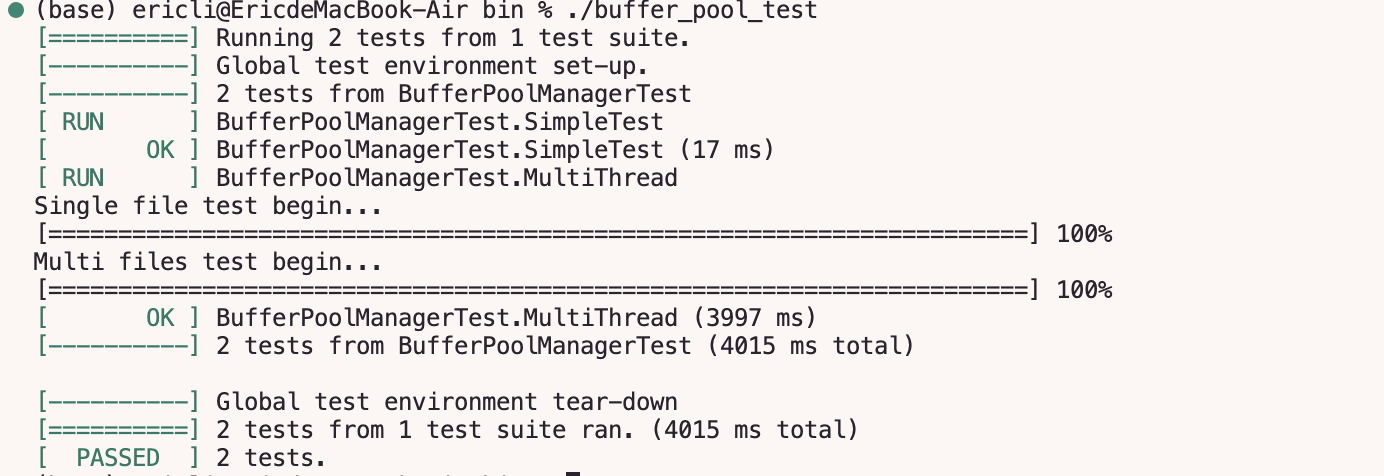 (base) ericli@EricdeMacBook-Air bin % ./buffer_pool_test
[==========] Running 2 tests from 1 test suite.
[----------] Global test environment set-up.
[----------] 2 tests from BufferPoolManagerTest
[ RUN      ] BufferPoolManagerTest.SimpleTest
[       OK ] BufferPoolManagerTest.SimpleTest (17 ms)
[ RUN      ] BufferPoolManagerTest.MultiThread
Single file test begin...
[======================================================================] 100%
Multi files test begin...
[======================================================================] 100%
[       OK ] BufferPoolManagerTest.MultiThread (3997 ms)
[----------] 2 tests from BufferPoolManagerTest (4015 ms total)
[----------] Global test environment tear-down
[==========] 2 tests from 1 test suite ran. (4015 ms total)
[  PASSED  ] 2 tests.